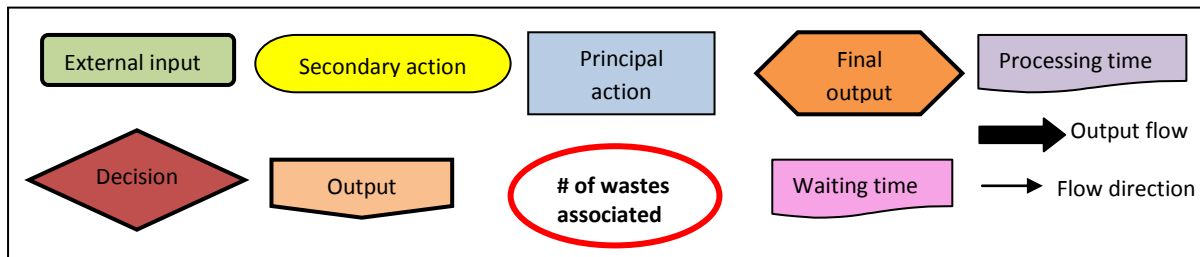 External input
Secondary action
Principal
action
Final
output
Processing time
Output flow
Decision
Output
# of wastes
associated
Waiting time
Flow direction